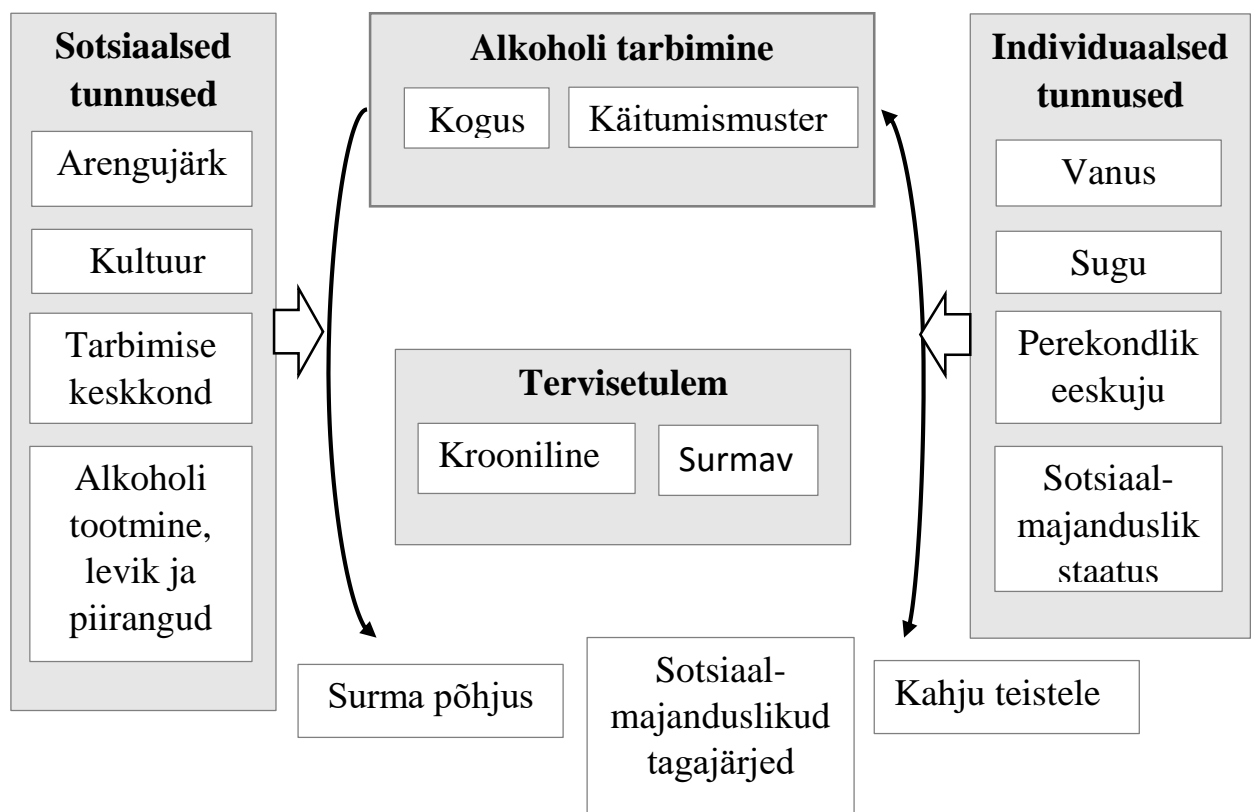 Sotsiaalsed
tunnused
Arengujärk
Kultuur
Tarbimise
keskkond
Alkoholi
tootmine,
levik ja
piirangud
Alkoholi tarbimine
Kogus
Käitumismuster
Tervisetulem
Krooniline
Surmav
Individuaalsed
tunnused
Vanus
Sugu
Perekondlik
eeskuju
Sotsiaal-
majanduslik
staatus
Surma põhjus
Sotsiaal-
majanduslikud
tagajärjed
Kahju teistele